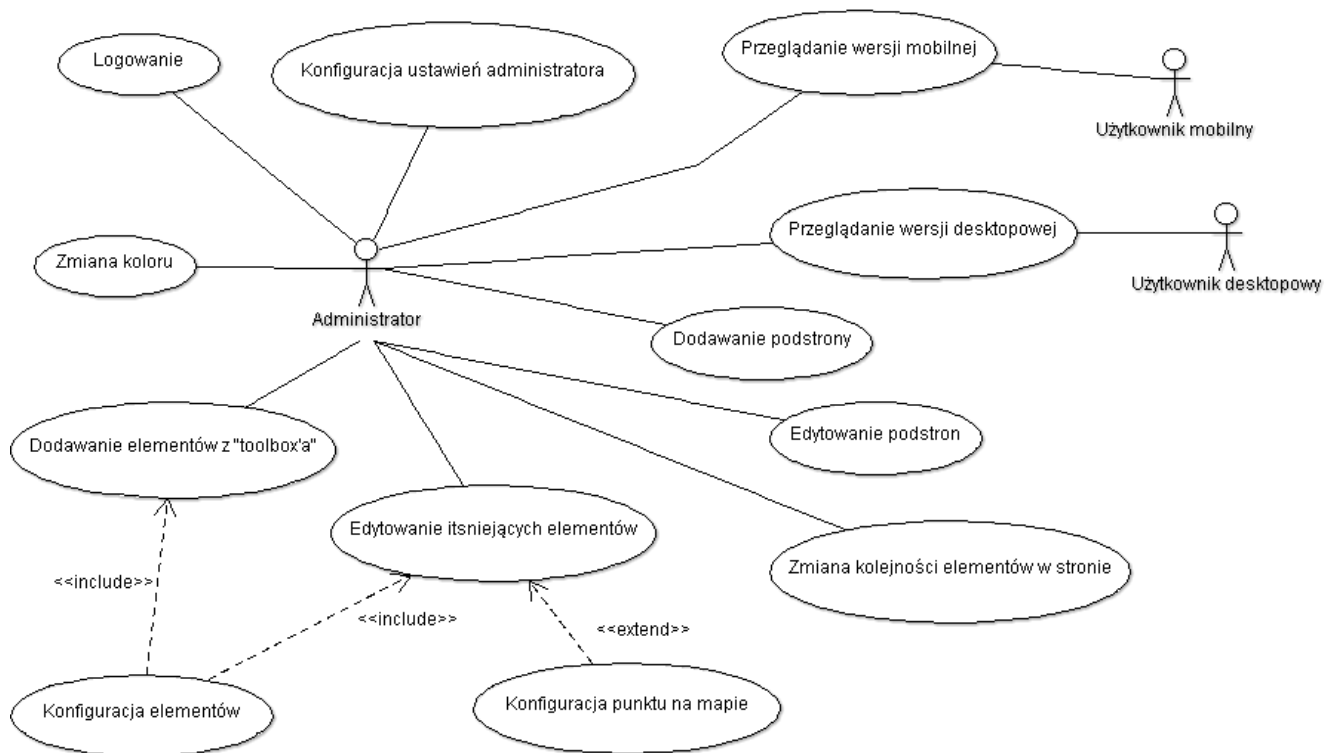 Logowanie
Konfiguracja ustawień administratora
Przeglądanie wersji mobilnej
Użytkownik mobilny
Przeglądanie wersji desktopowej
Użytkownik desktopowy
Zmiana koloru
Administrator
Dodawanie podstrony
Edytowanie podstron
Dodawanie elementów z "toolbox'a"
Edytowanie itsniejących elementów
Zmiana kolejności elementów w stronie
<<include>>
<<include>>
<<extend>>
Konfiguracja elementów
Konfiguracja punktu na mapie